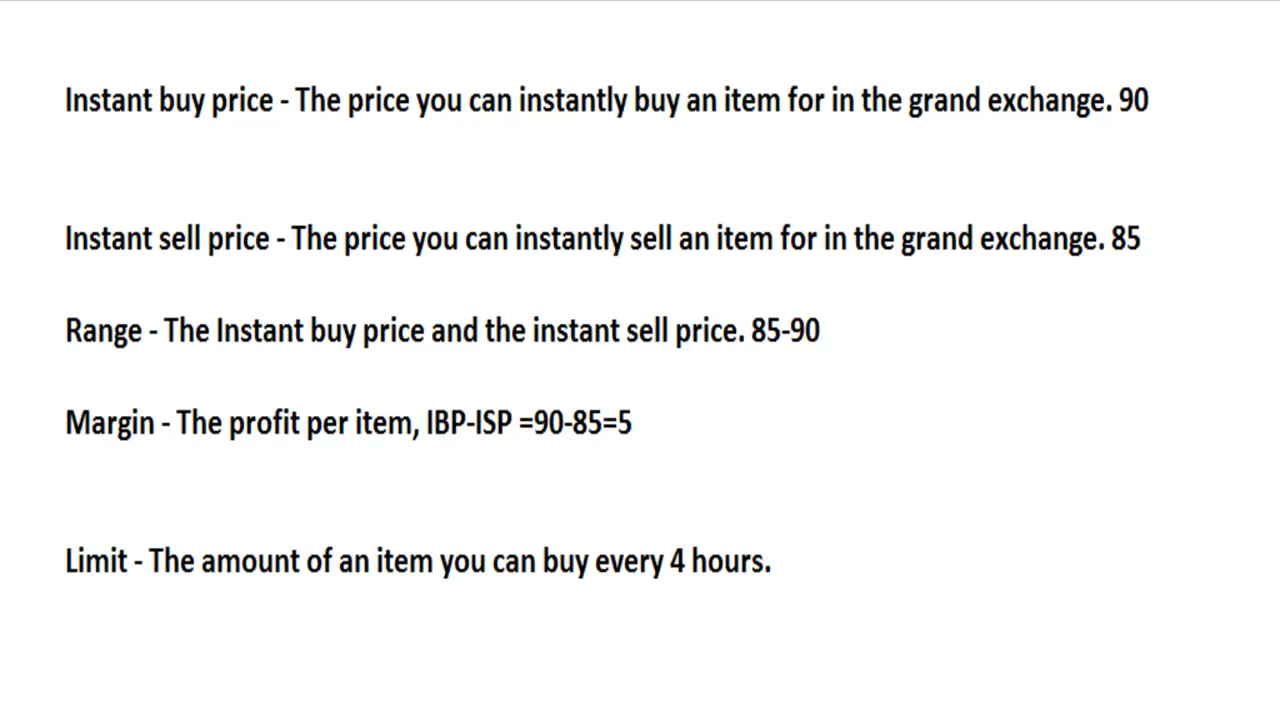 Instant buy price - The price you can instantly buy an item for in the grand exchange. 90
Instant sell price - The price you can instantly sell an item for in the grand exchange. 85
Range - The Instant buy price and the instant sell price. 85-90
Margin - The profit per item, IBP-ISP =90-85=5
Limit - The amount of an item you can buy every 4 hours.